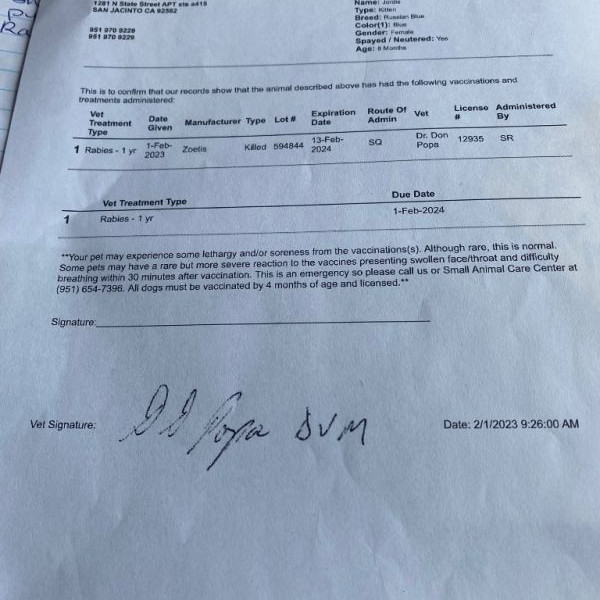 1281 N State Street APT ste a415
SAN JACINTO CA 92582
951 970 9229
951 970 9229
Type: Kitten
Breed: Russian Blue
Color(1): Blue
Gender: Female
Spayed / Neutered: Yes
Age: 8 Months
This is to confirm that our records show that the animal described above has had the following vaccinations and
treatments administered:
Vet Treatment Type Date Given Manufacturer Type Lot # Expiration Date Route Of Admin Vet License # Administered By
1 Rabies - 1 yr 1-Feb-2023 Zoetis Killed 594844 13-Feb-2024 SQ Dr. Don Popa 12935 SR
Vet Treatment Type Due Date
1 Rabies - 1 yr 1-Feb-2024
**Your pet may experience some lethargy and/or soreness from the vaccinations(s). Although rare, this is normal.
Some pets may have a rare but more severe reaction to the vaccines presenting swollen face/throat and difficulty
breathing within 30 minutes after vaccination. This is an emergency so please call us or Small Animal Care Center at
(951) 654-7396. All dogs must be vaccinated by 4 months of age and licensed.**
Signature:
Vet Signature: Popa DVM Date: 2/1/2023 9:26:00 AM